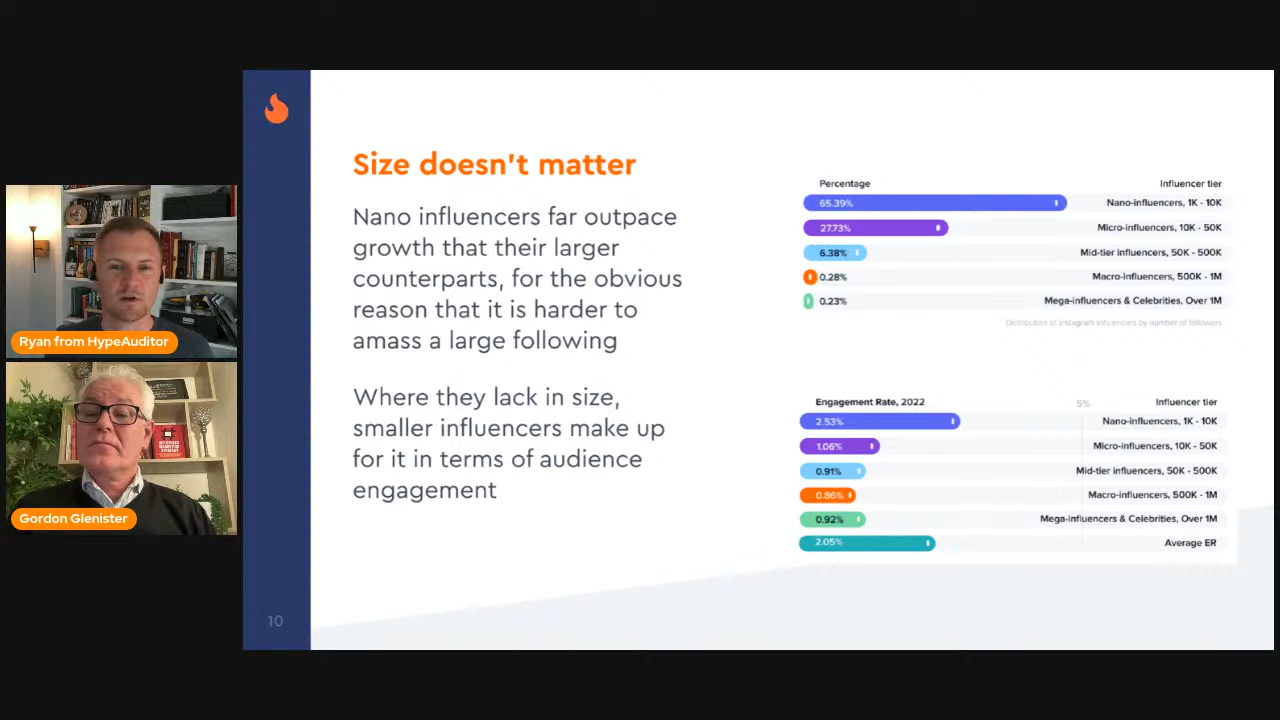 Size doesn't matter
Nano influencers far outpace
growth that their larger
counterparts, for the obvious
reason that it is harder to
amass a large following
Where they lack in size,
smaller influencers make up
for it in terms of audience
engagement
10
Percentage Influencer tier
65.39% Nano-influencers, 1K - 10K
27.73% Micro-influencers, 10K - 50K
6.38% Mid-tier influencers, 50K - 500K
0.28% Macro-influencers, 500K - 1M
0.23% Mega-influencers & Celebrities, Over 1M
Distribution of Instagram influencers by number of followers
Engagement Rate, 2022 5% Influencer tier
2.53% Nano-influencers, 1K - 10K
1.06% Micro-influencers, 10K - 50K
0.91% Mid-tier influencers, 50K - 500K
0.86% Macro-influencers, 500K - 1M
0.92% Mega-influencers & Celebrities, Over 1M
2.05% Average ER
Ryan from HypeAuditor
Gordon Glenister